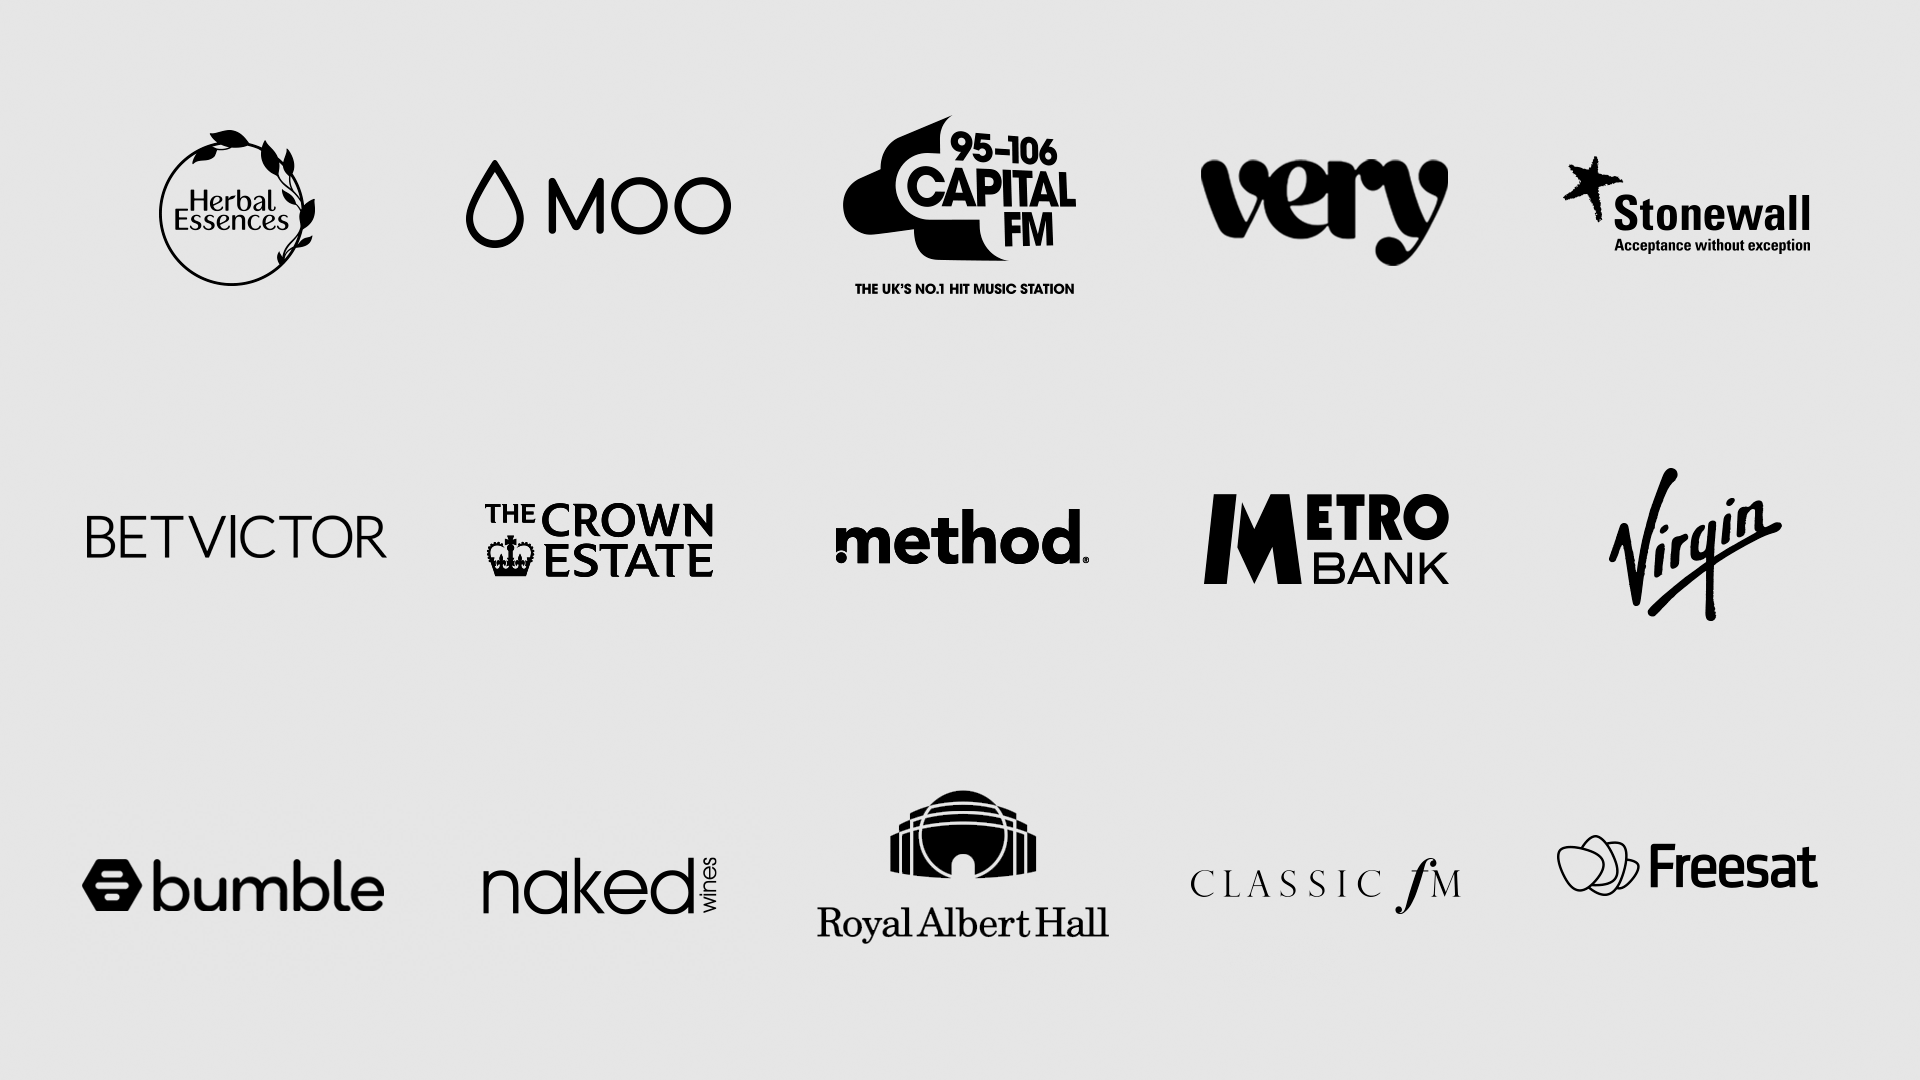 Herbal
Essences
MOO
95-106
CAPITAL
FM
THE UK'S NO.1 HIT MUSIC STATION
very
Stonewall
Acceptance without exception
BETVICTOR
THE CROWN
ESTATE
method.®
METRO
BANK
Virgin
bumble
naked wines
Royal Albert Hall
CLASSIC fM
Freesat